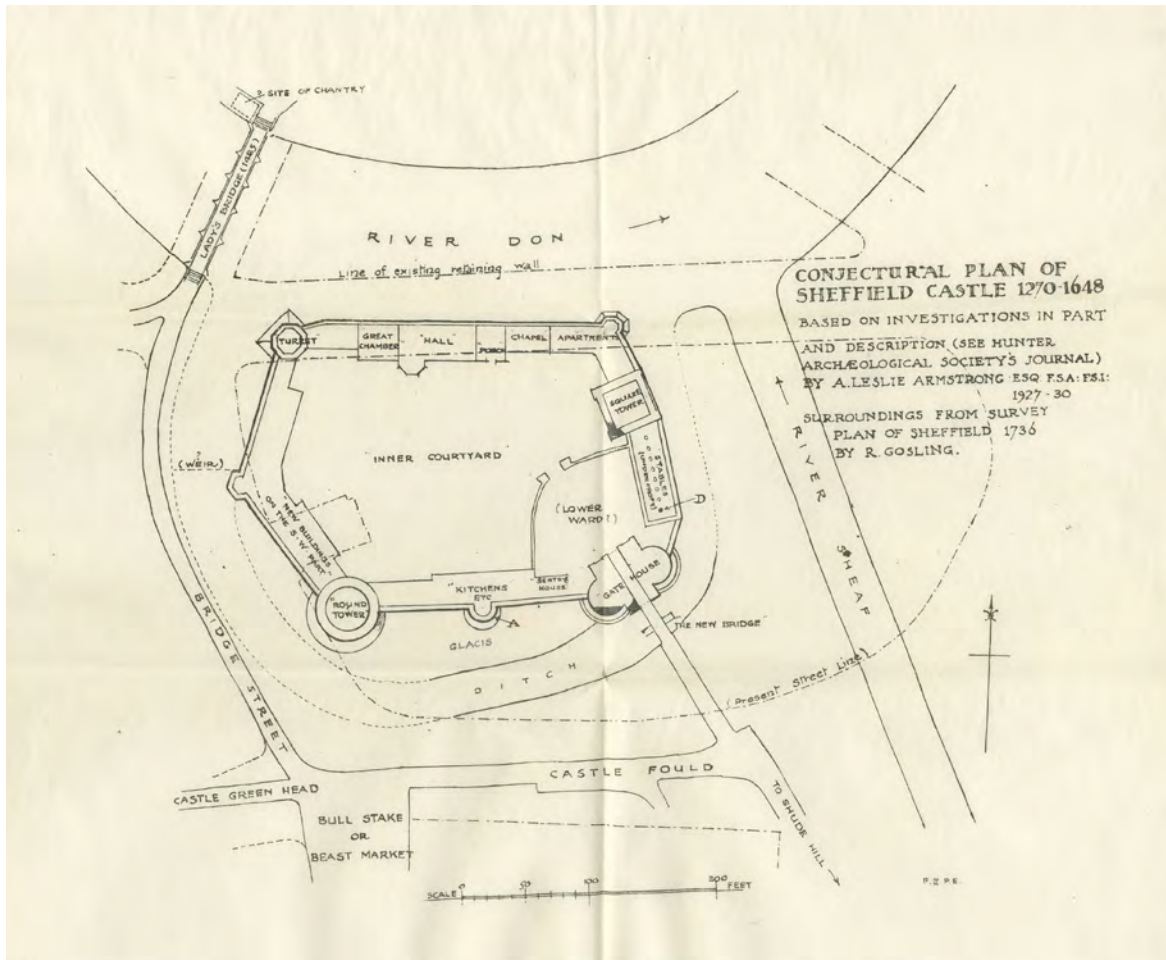 ? SITE OF CHANTRY
LADY'S BRIDGE (1485)
RIVER DON
Line of existing retaining wall
CONJECTURAL PLAN OF
SHEFFIELD CASTLE 1270-1648
BASED ON INVESTIGATIONS IN PART
AND DESCRIPTION (SEE HUNTER
ARCHÆOLOGICAL SOCIETY'S JOURNAL)
BY A. LESLIE ARMSTRONG ESQ. F.S.A: F.S.I:
1927-30
SURROUNDINGS FROM SURVEY
PLAN OF SHEFFIELD 1736
BY R. GOSLING.
TURRET
GREAT
CHAMBER
"HALL"
PORCH
CHAPEL
APARTMENTS
SQUARE
TOWER
STABLES
D
(WEIR)
?
INNER COURTYARD
(LOWER
WARD?)
NEW BUILDINGS
ON THE S.W. PART
"ROUND
TOWER"
"KITCHENS
ETC
SENTRY
HOUSE
GATE HOUSE
A
"THE NEW BRIDGE"
GLACIS
DITCH
RIVER SHEAF
(Present Street Line)
BRIDGE STREET
CASTLE FOULD
CASTLE GREEN HEAD
BULL STAKE
OR
BEAST MARKET
TO SHUDE HILL
SCALE 0 50 100 200 FEET